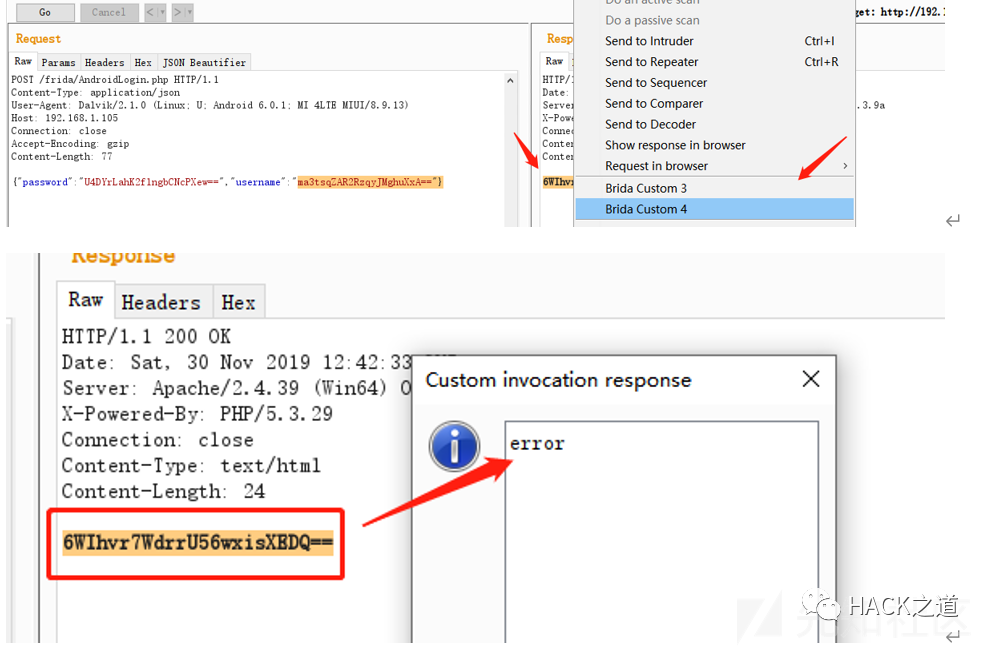 Go
Cancel
<
>
get: http://192.1
Request
Raw
Params
Headers
Hex
JSON Beautifier
POST /frida/AndroidLogin.php HTTP/1.1
Content-Type: application/json
User-Agent: Dalvik/2.1.0 (Linux; U; Android 6.0.1; MI 4LTE MIUI/8.9.13)
Host: 192.168.1.105
Connection: close
Accept-Encoding: gzip
Content-Length: 77
{"password":"U4DYrLahK2flngbCNcPXew==","username":"ma3tsqZAR2RzqyJMghuXxA=="}
Resp
Raw
HTTP/1
Date:
Server
.3.9a
X-Powe
Connec
Conten
Conten
6WIhvr
Do an active scan
Do a passive scan
Send to Intruder Ctrl+I
Send to Repeater Ctrl+R
Send to Sequencer
Send to Comparer
Send to Decoder
Show response in browser
Request in browser
Brida Custom 3
Brida Custom 4
Response
Raw
Headers
Hex
HTTP/1.1 200 OK
Date: Sat, 30 Nov 2019 12:42:33
Server: Apache/2.4.39 (Win64) O
X-Powered-By: PHP/5.3.29
Connection: close
Content-Type: text/html
Content-Length: 24
6WIhvr7WdrrU56wxisXEDQ==
Custom invocation response
error
HACK之道
先知社区